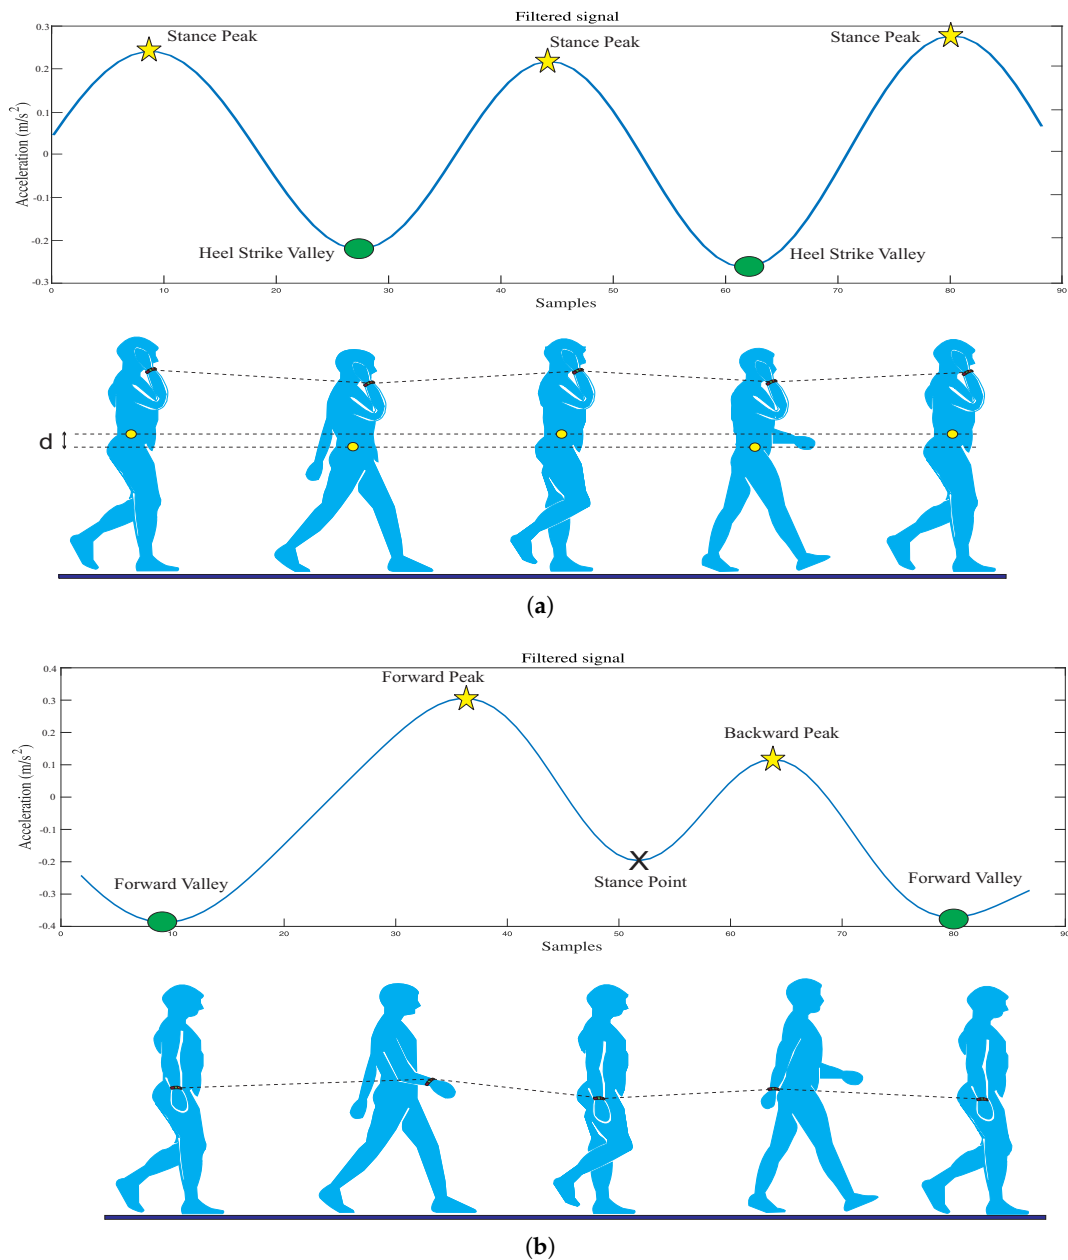 Filtered signal
0.3
0.2
0.1
0
-0.1
-0.2
-0.3
Acceleration (m/s²)
Stance Peak
Stance Peak
Stance Peak
Heel Strike Valley
Heel Strike Valley
0 10 20 30 40 50 60 70 80 90
Samples
d
(a)
Filtered signal
0.4
0.3
0.2
0.1
0
-0.1
-0.2
-0.3
-0.4
Acceleration (m/s²)
Forward Peak
Backward Peak
Stance Point
Forward Valley
Forward Valley
0 10 20 30 40 50 60 70 80 90
Samples
(b)